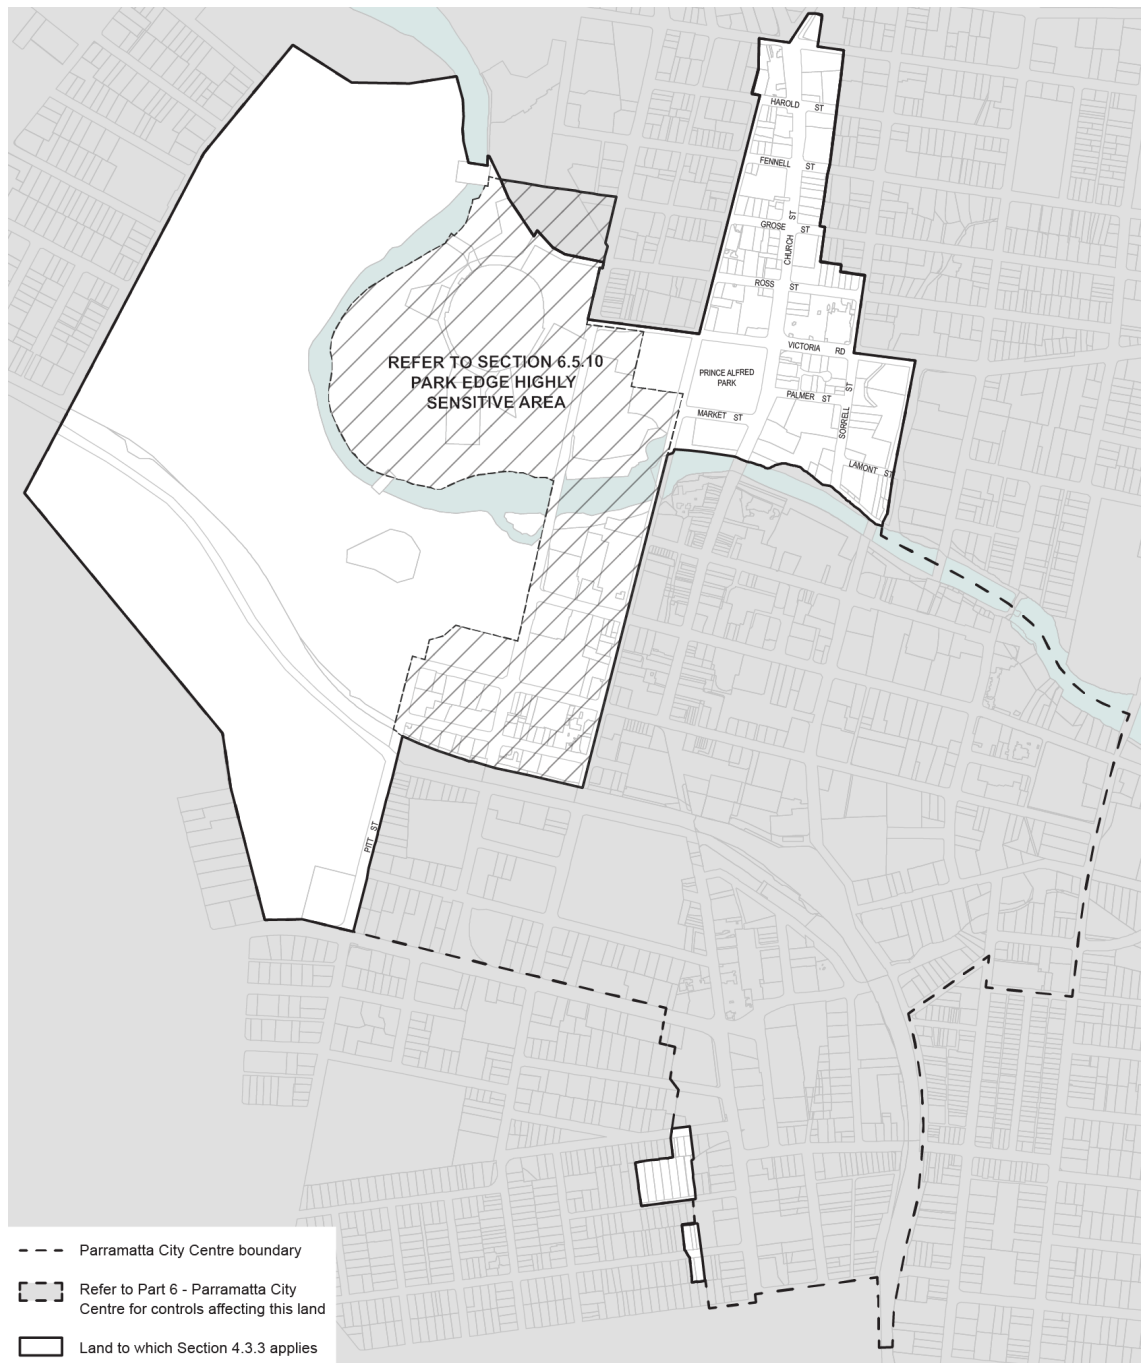 HAROLD ST
FENNELL ST
GROSE ST
CHURCH ST
ROSS ST
VICTORIA RD
PRINCE ALFRED
PARK
PALMER ST
MARKET ST
SORRELL ST
LAMONT ST
REFER TO SECTION 6.5.10
PARK EDGE HIGHLY
SENSITIVE AREA
PITT ST
Parramatta City Centre boundary
Refer to Part 6 - Parramatta City
Centre for controls affecting this land
Land to which Section 4.3.3 applies